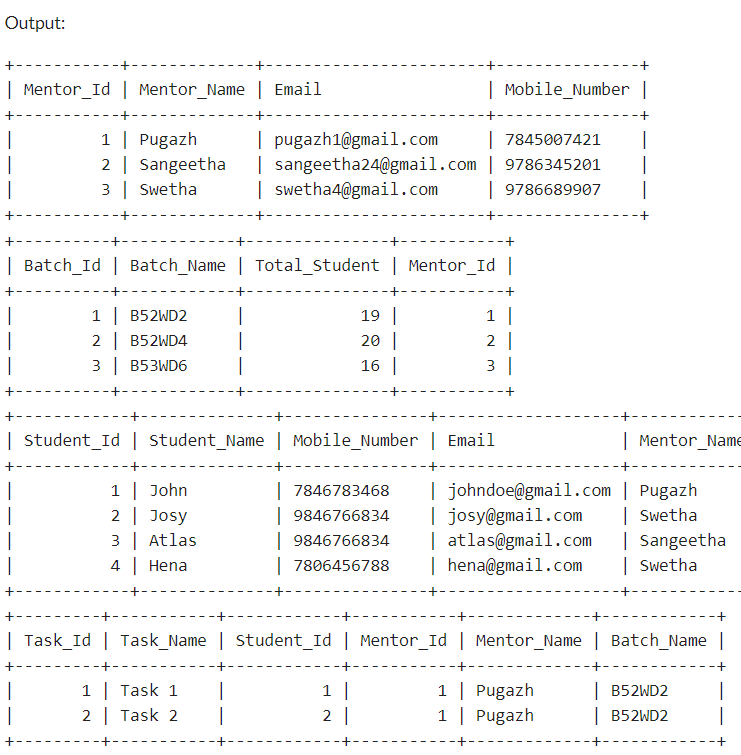 Output:
+-----------+-------------+-----------------------+---------------+
| Mentor_Id | Mentor_Name | Email                 | Mobile_Number |
+-----------+-------------+-----------------------+---------------+
|         1 | Pugazh      | pugazh1@gmail.com     | 7845007421    |
|         2 | Sangeetha   | sangeetha24@gmail.com | 9786345201    |
|         3 | Swetha      | swetha4@gmail.com     | 9786689907    |
+-----------+-------------+-----------------------+---------------+
+----------+------------+---------------+-----------+
| Batch_Id | Batch_Name | Total_Student | Mentor_Id |
+----------+------------+---------------+-----------+
|        1 | B52WD2     |            19 |         1 |
|        2 | B52WD4     |            20 |         2 |
|        3 | B53WD6     |            16 |         3 |
+----------+------------+---------------+-----------+
+------------+--------------+---------------+-------------------+-----------
| Student_Id | Student_Name | Mobile_Number | Email             | Mentor_Name
+------------+--------------+---------------+-------------------+-----------
|          1 | John         | 7846783468    | johndoe@gmail.com | Pugazh
|          2 | Josy         | 9846766834    | josy@gmail.com    | Swetha
|          3 | Atlas        | 9846766834    | atlas@gmail.com   | Sangeetha
|          4 | Hena         | 7806456788    | hena@gmail.com    | Swetha
+------------+--------------+---------------+-------------------+-----------
+---------+-----------+------------+-----------+-------------+------------+
| Task_Id | Task_Name | Student_Id | Mentor_Id | Mentor_Name | Batch_Name |
+---------+-----------+------------+-----------+-------------+------------+
|       1 | Task 1    |          1 |         1 | Pugazh      | B52WD2     |
|       2 | Task 2    |          2 |         1 | Pugazh      | B52WD2     |
+---------+-----------+------------+-----------+-------------+------------+